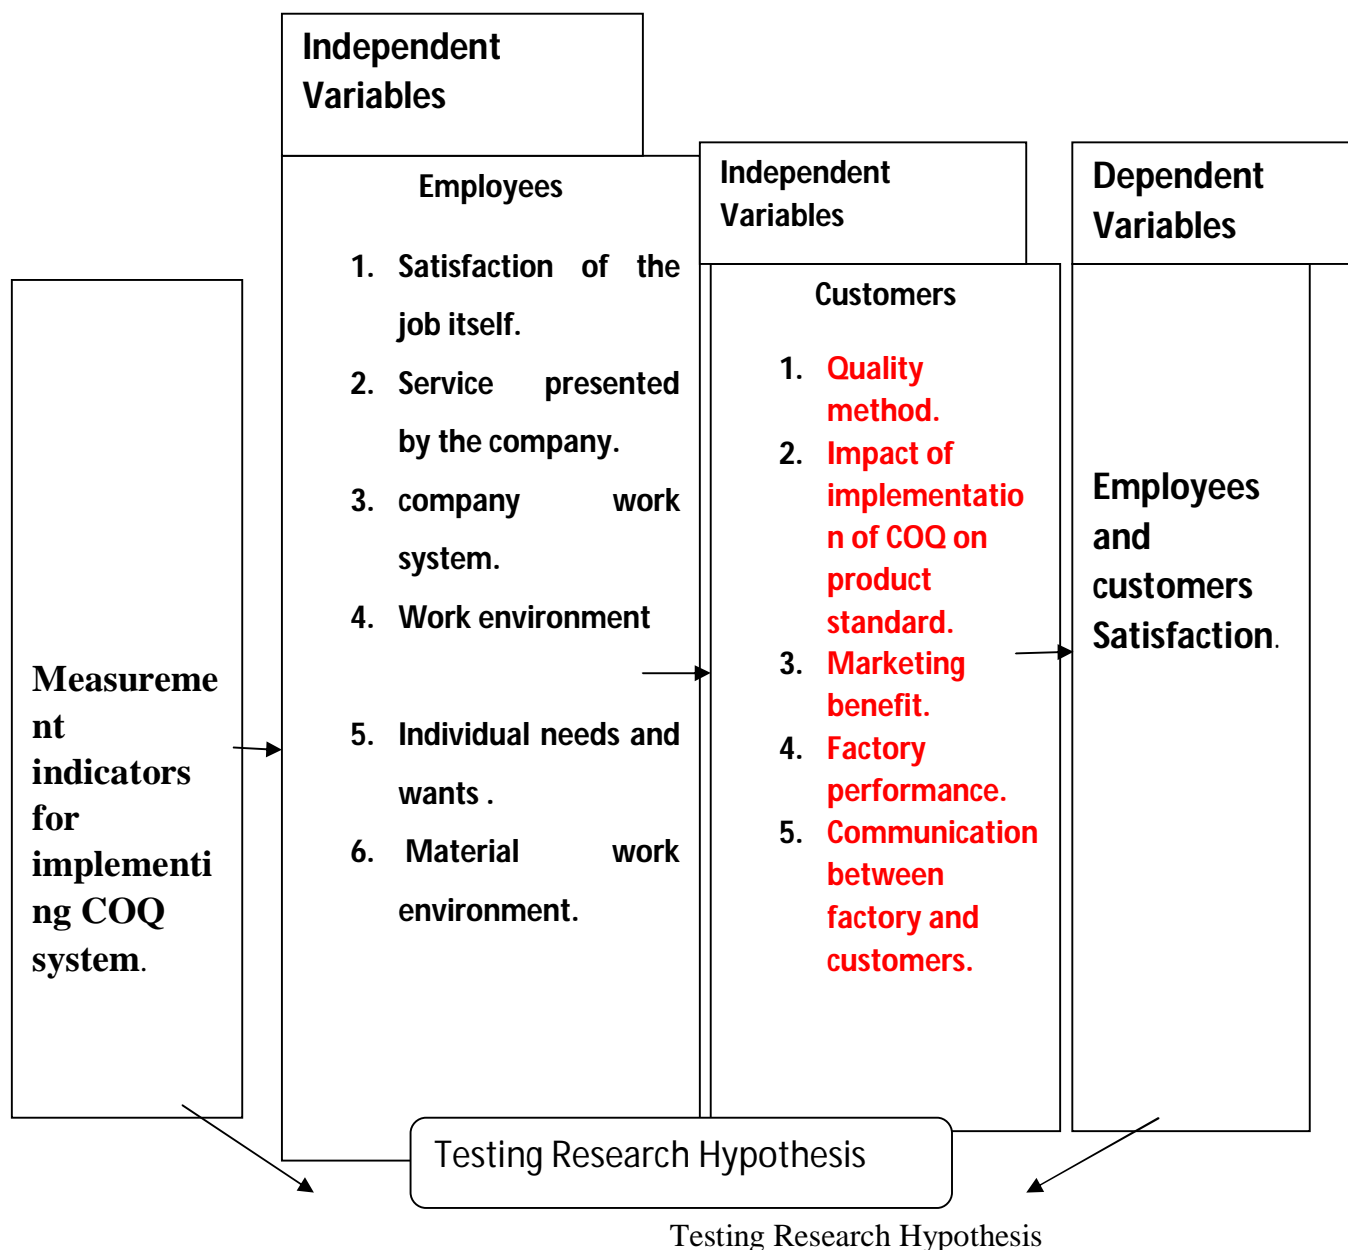 Independent
Variables
Employees
1. Satisfaction of the
job itself.
2. Service presented
by the company.
3. company work
system.
4. Work environment
5. Individual needs and
wants .
6. Material work
environment.
Independent
Variables
Customers
1. Quality
method.
2. Impact of
implementatio
n of COQ on
product
standard.
3. Marketing
benefit.
4. Factory
performance.
5. Communication
between
factory and
customers.
Dependent
Variables
Employees
and
customers
Satisfaction.
Measureme
nt
indicators
for
implementi
ng COQ
system.
Testing Research Hypothesis
Testing Research Hypothesis